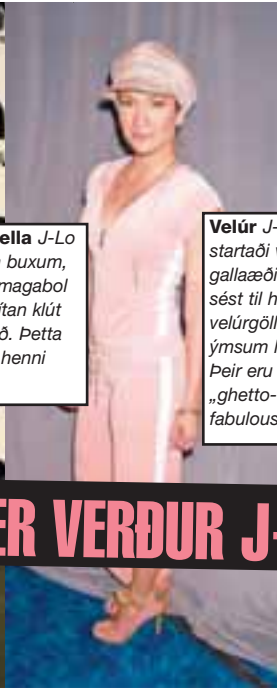 ella J-Lo
buxum,
magabol
ítan klút
ð. Þetta
henni
Velúr J-
startaði v
gallaæði
sést til h
velúrgöll
ýmsum l
Þeir eru
„ghetto-
fabulous
ER VERÐUR J-